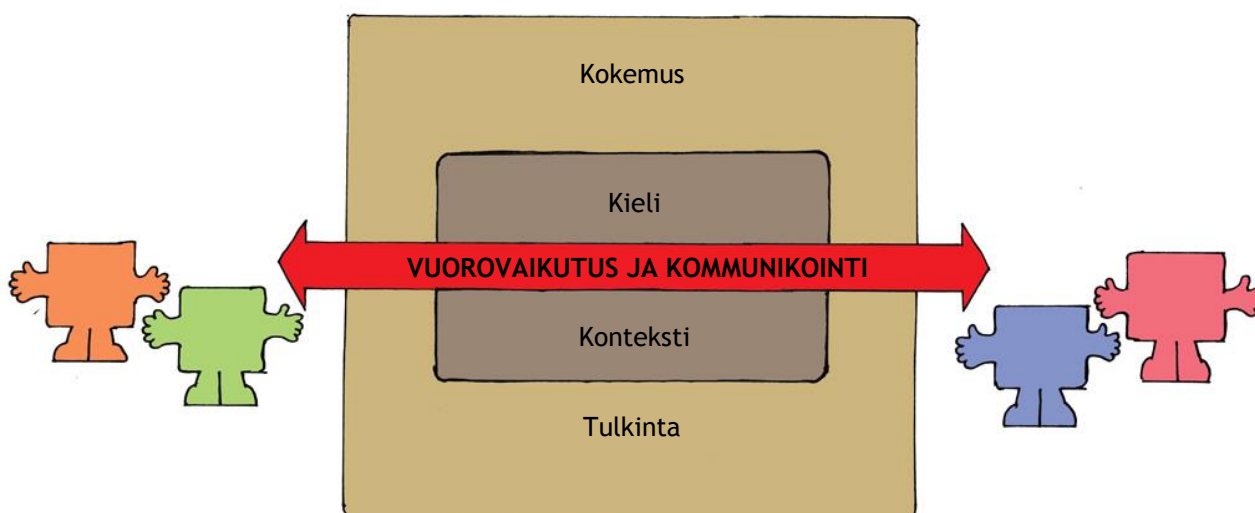 Kokemus
Kieli
VUOROVAIKUTUS JA KOMMUNIKOINTI
Konteksti
Tulkinta